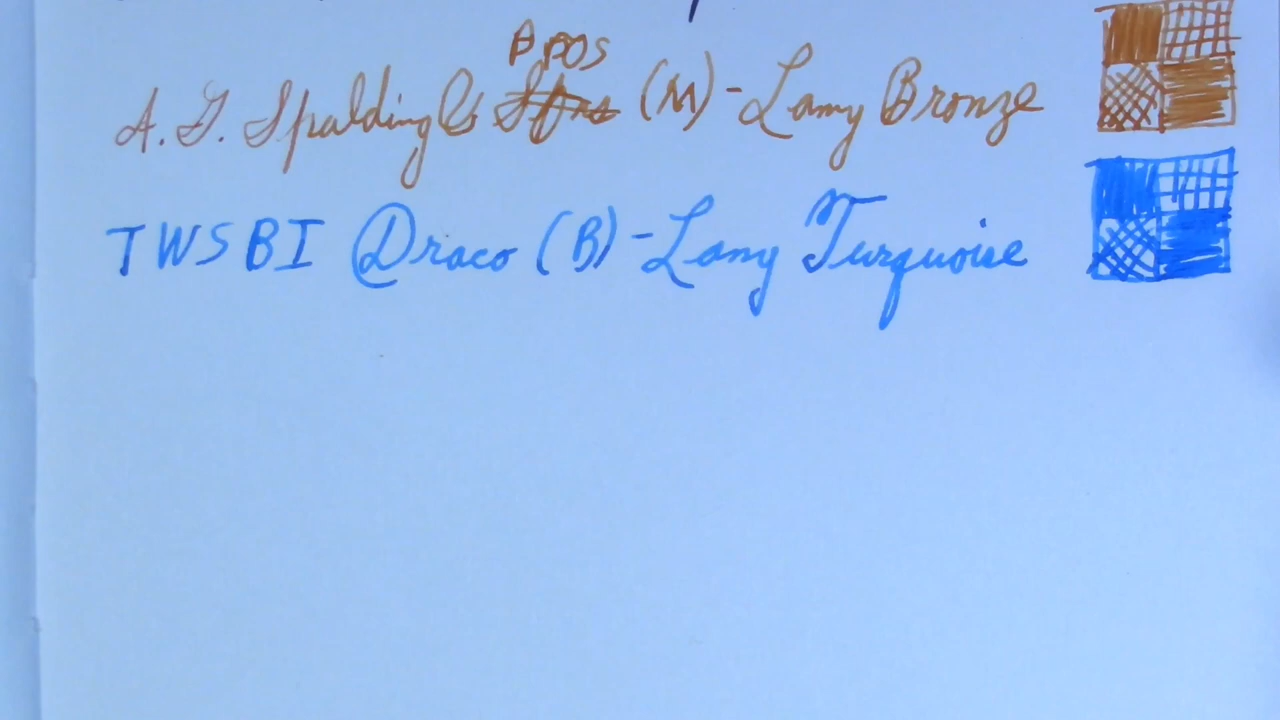 A.G. Spalding & Bros (M) - Lamy Bronze
TWSBI Draco (B) - Lamy Turquoise